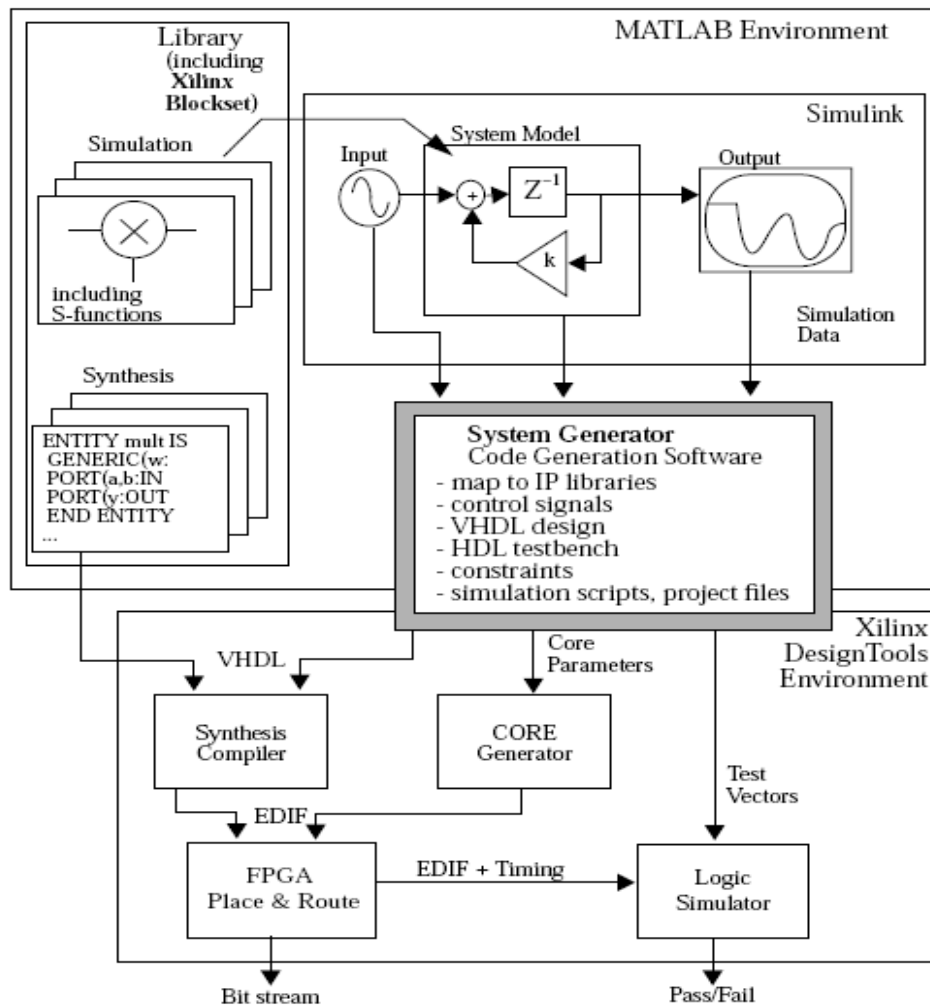 MATLAB Environment
Library
(including
Xilinx
Blockset)
Simulation
including
S-functions
Synthesis
ENTITY mult IS
GENERIC(w:
PORT(a,b:IN
PORT(y:OUT
END ENTITY
...
Simulink
System Model
Input
Output
+
Z⁻¹
k
Simulation
Data
System Generator
Code Generation Software
- map to IP libraries
- control signals
- VHDL design
- HDL testbench
- constraints
- simulation scripts, project files
Xilinx
DesignTools
Environment
VHDL
Core
Parameters
Synthesis
Compiler
CORE
Generator
Test
Vectors
EDIF
FPGA
Place & Route
EDIF + Timing
Logic
Simulator
Bit stream
Pass/Fail